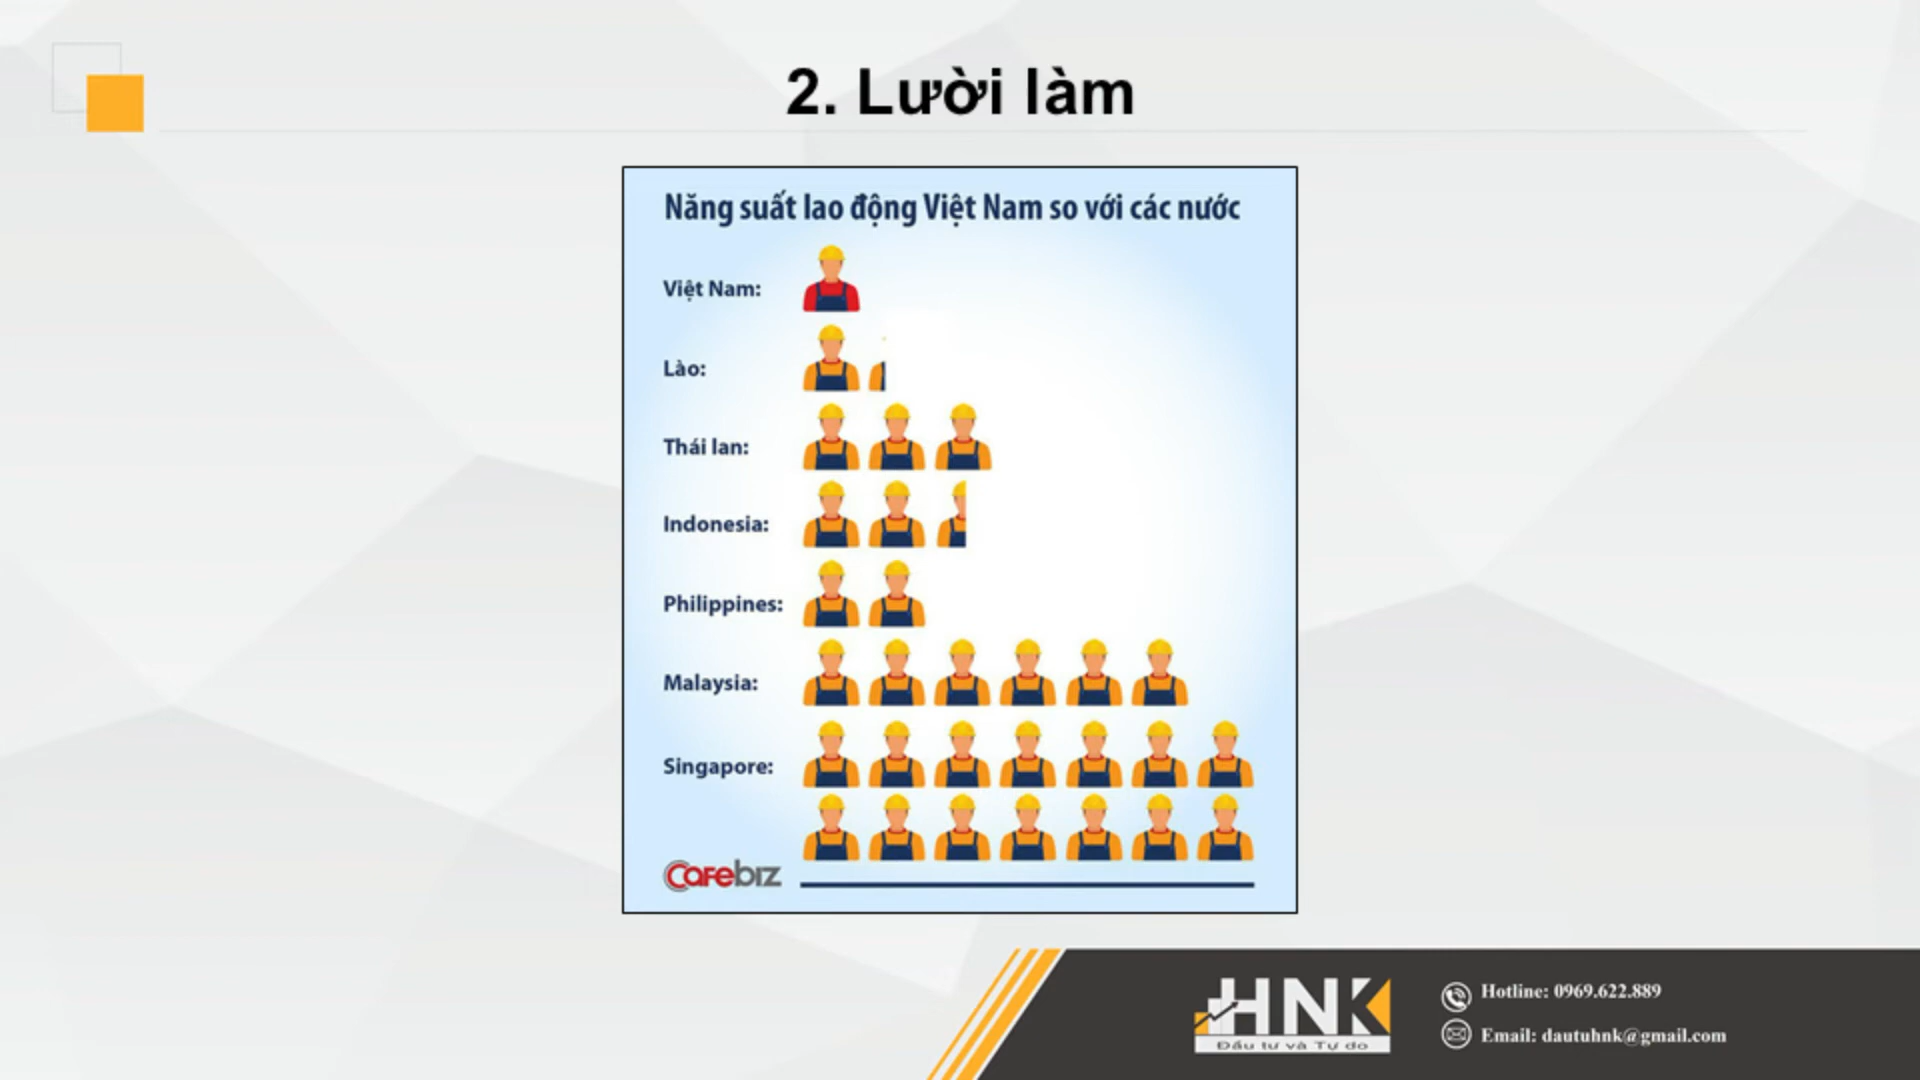 2. Lười làm
Năng suất lao động Việt Nam so với các nước
Việt Nam:
Lào:
Thái lan:
Indonesia:
Philippines:
Malaysia:
Singapore:
Cafebiz
HNK
Đầu tư và Tự do
Hotline: 0969.622.889
Email: dautuhnk@gmail.com